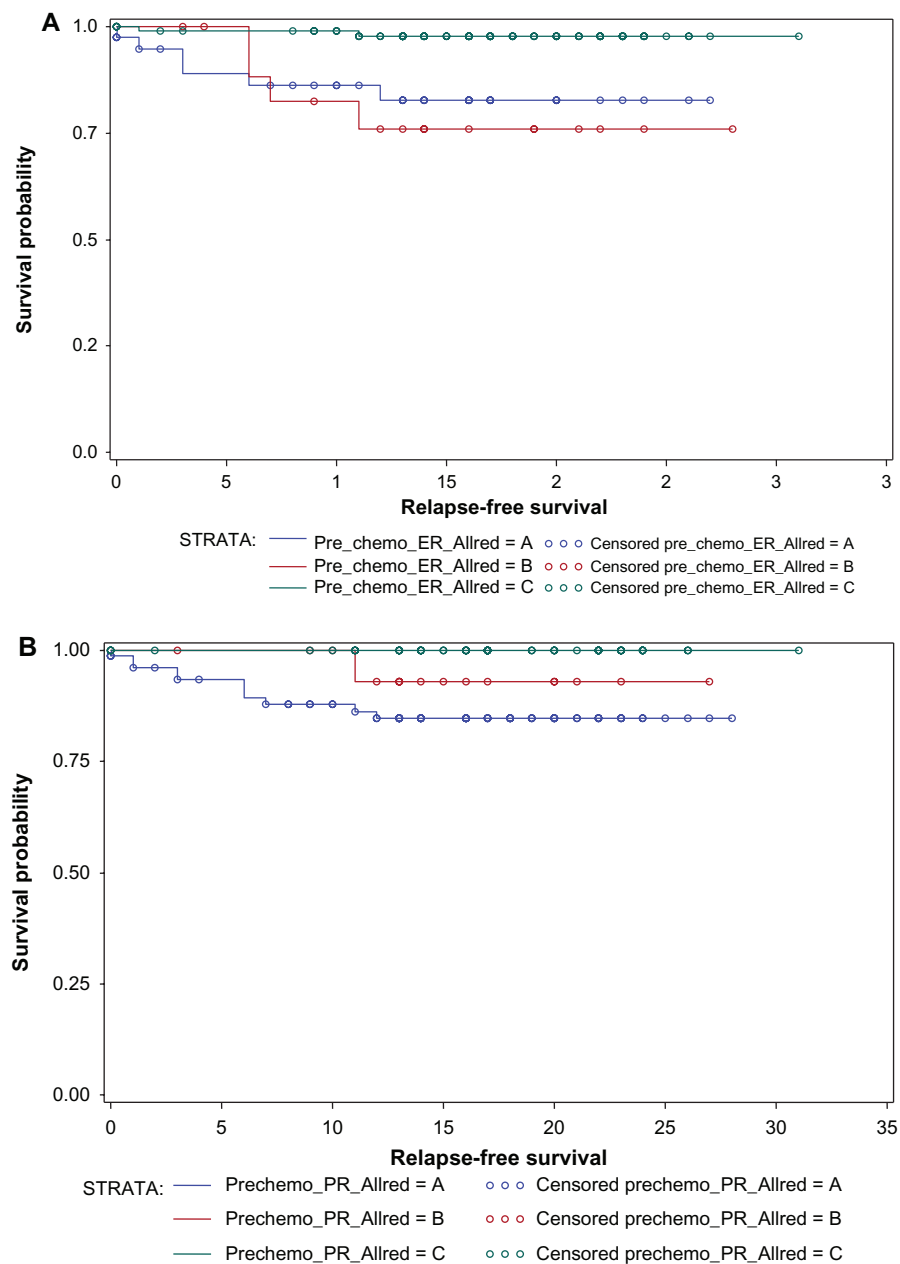 A
1.0
0.7
0.5
0.2
0.0
Survival probability
0 5 1 15 2 2 3 3
Relapse-free survival
STRATA: Pre_chemo_ER_Allred = A Censored pre_chemo_ER_Allred = A
Pre_chemo_ER_Allred = B Censored pre_chemo_ER_Allred = B
Pre_chemo_ER_Allred = C Censored pre_chemo_ER_Allred = C
B
1.00
0.75
0.50
0.25
0.00
Survival probability
0 5 10 15 20 25 30 35
Relapse-free survival
STRATA: Prechemo_PR_Allred = A Censored prechemo_PR_Allred = A
Prechemo_PR_Allred = B Censored prechemo_PR_Allred = B
Prechemo_PR_Allred = C Censored prechemo_PR_Allred = C